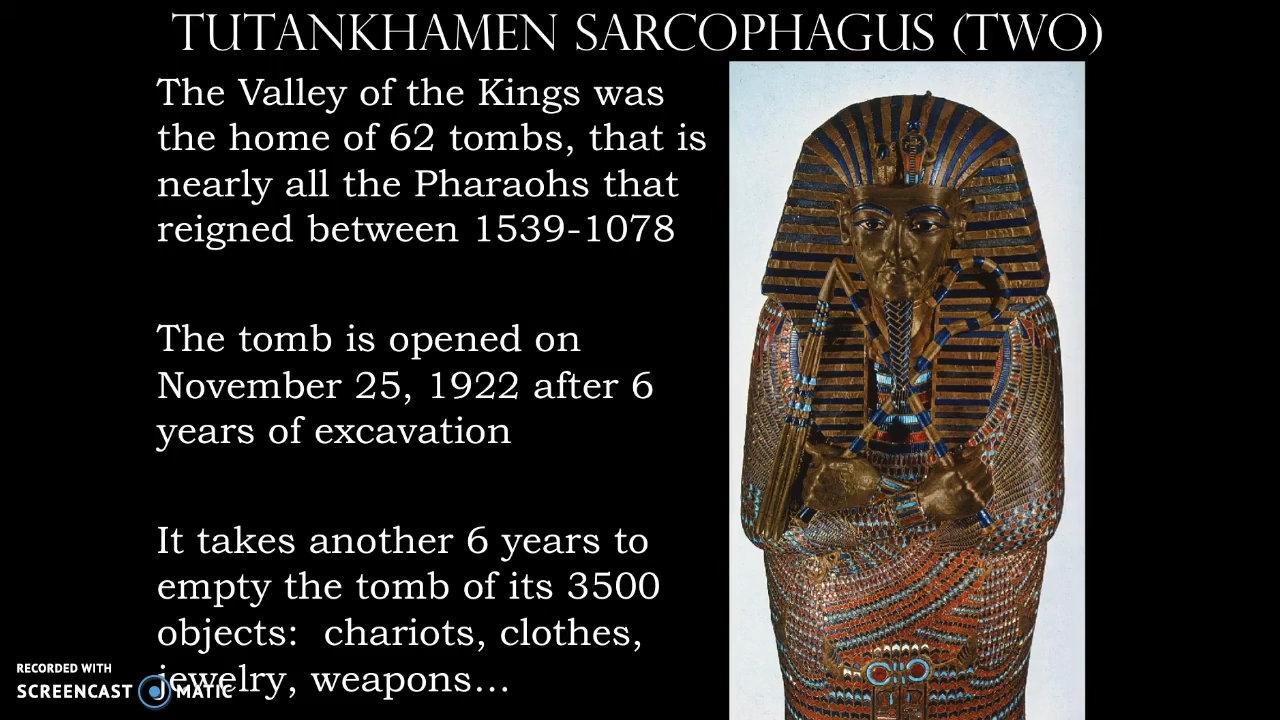 TUTANKHAMEN SARCOPHAGUS (TWO)
The Valley of the Kings was
the home of 62 tombs, that is
nearly all the Pharaohs that
reigned between 1539-1078
The tomb is opened on
November 25, 1922 after 6
years of excavation
It takes another 6 years to
empty the tomb of its 3500
objects:  chariots, clothes,
jewelry, weapons…
RECORDED WITH
SCREENCAST MATIC